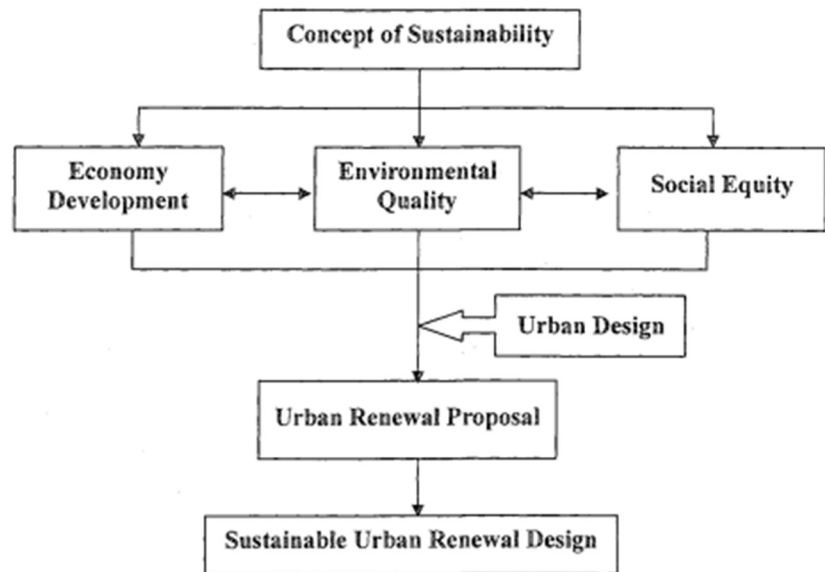 Concept of Sustainability
Economy
Development
Environmental
Quality
Social Equity
Urban Design
Urban Renewal Proposal
Sustainable Urban Renewal Design